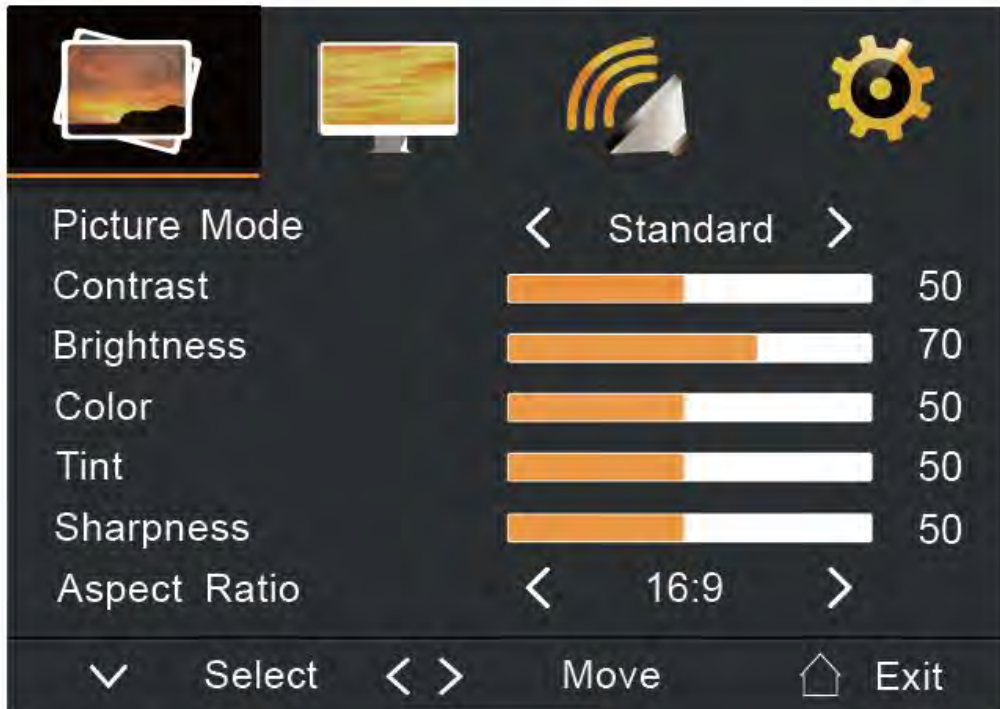 Picture Mode Standard
Contrast 50
Brightness 70
Color 50
Tint 50
Sharpness 50
Aspect Ratio 16:9
Select Move Exit